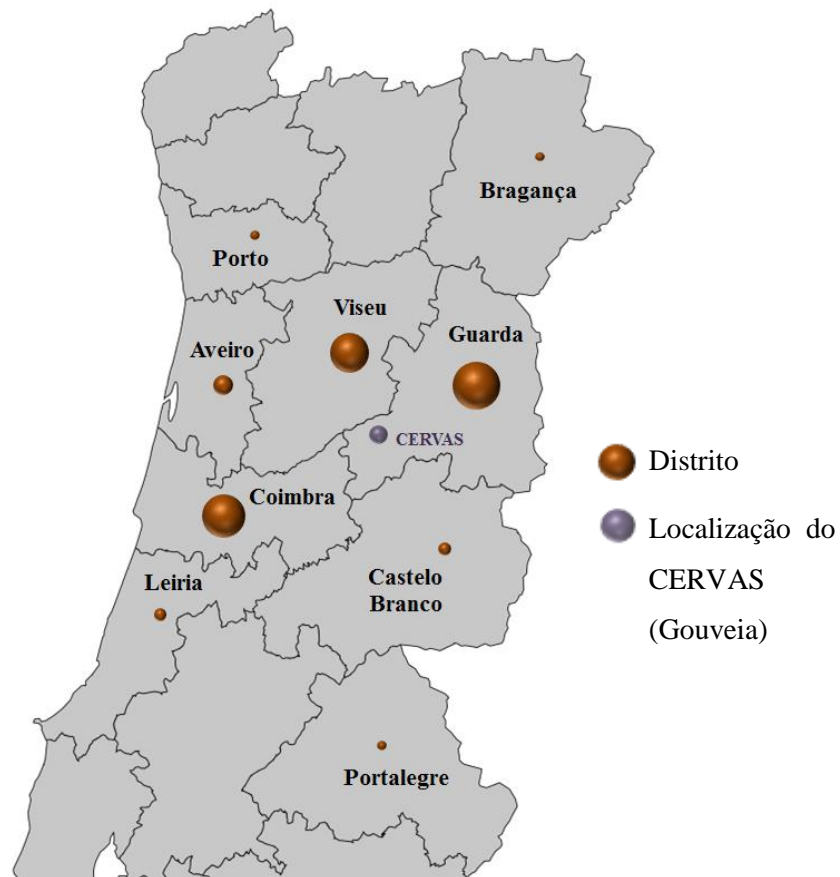 Bragança
Porto
Viseu
Guarda
Aveiro
CERVAS
Coimbra
Leiria
Castelo
Branco
Portalegre
Distrito
Localização do
CERVAS
(Gouveia)